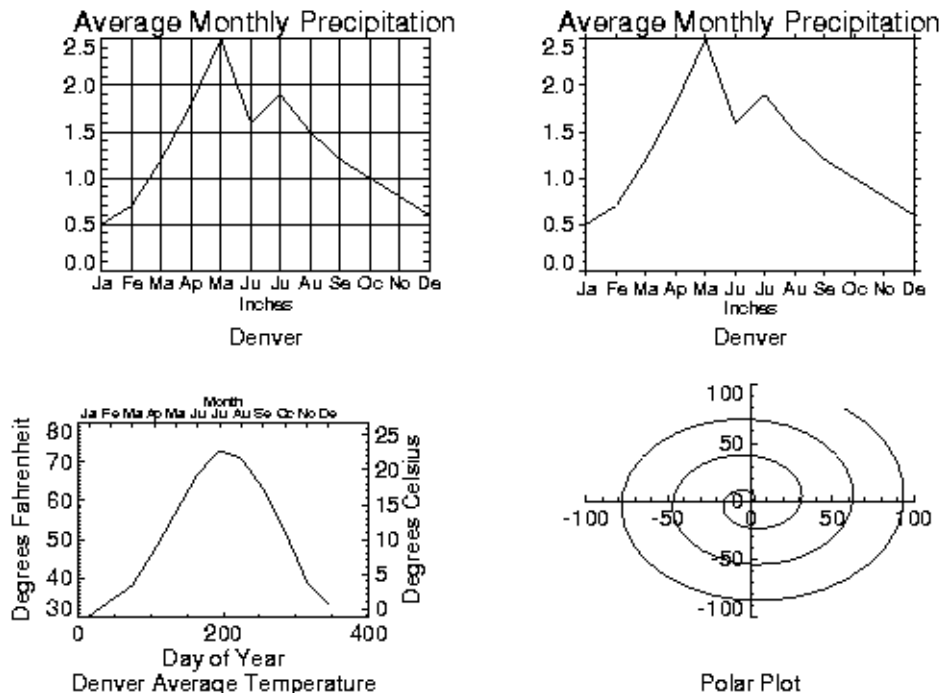 Average Monthly Precipitation
2.5
2.0
1.5
1.0
0.5
0.0
Ja Fe Ma Ap Ma Ju Ju Au Se Oc No De
Inches
Denver
Average Monthly Precipitation
2.5
2.0
1.5
1.0
0.5
0.0
Ja Fe Ma Ap Ma Ju Ju Au Se Oc No De
Inches
Denver
Month
Ja Fe Ma Ap Ma Ju Ju Au Se Oc No De
Degrees Fahrenheit
80
70
60
50
40
30
25
20
15
10
5
0
Degrees Celsius
0 200 400
Day of Year
Denver Average Temperature
100
50
0
-100 -50 0 50 100
-50
-100
Polar Plot